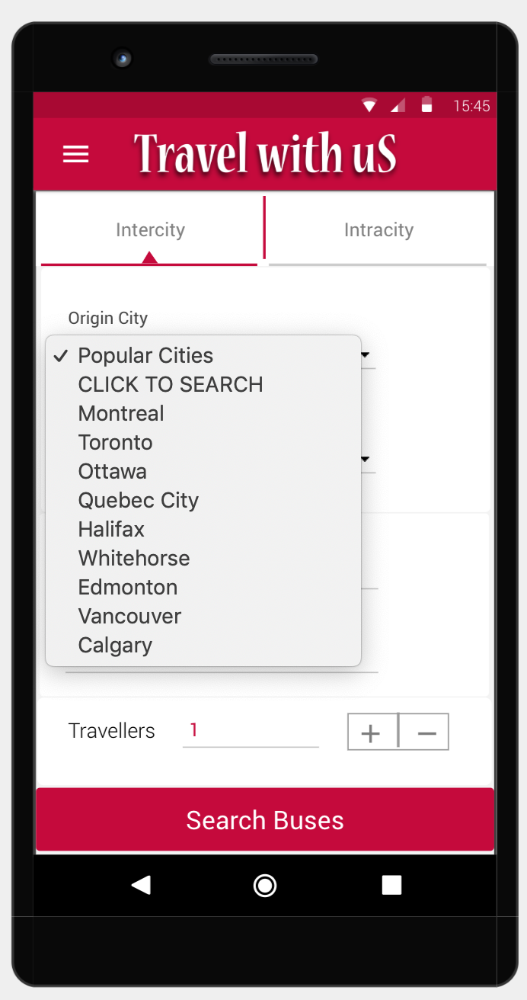 15:45
Travel with uS
Intercity
Intracity
Origin City
Popular Cities
CLICK TO SEARCH
Montreal
Toronto
Ottawa
Quebec City
Halifax
Whitehorse
Edmonton
Vancouver
Calgary
Travellers 1 + −
Search Buses